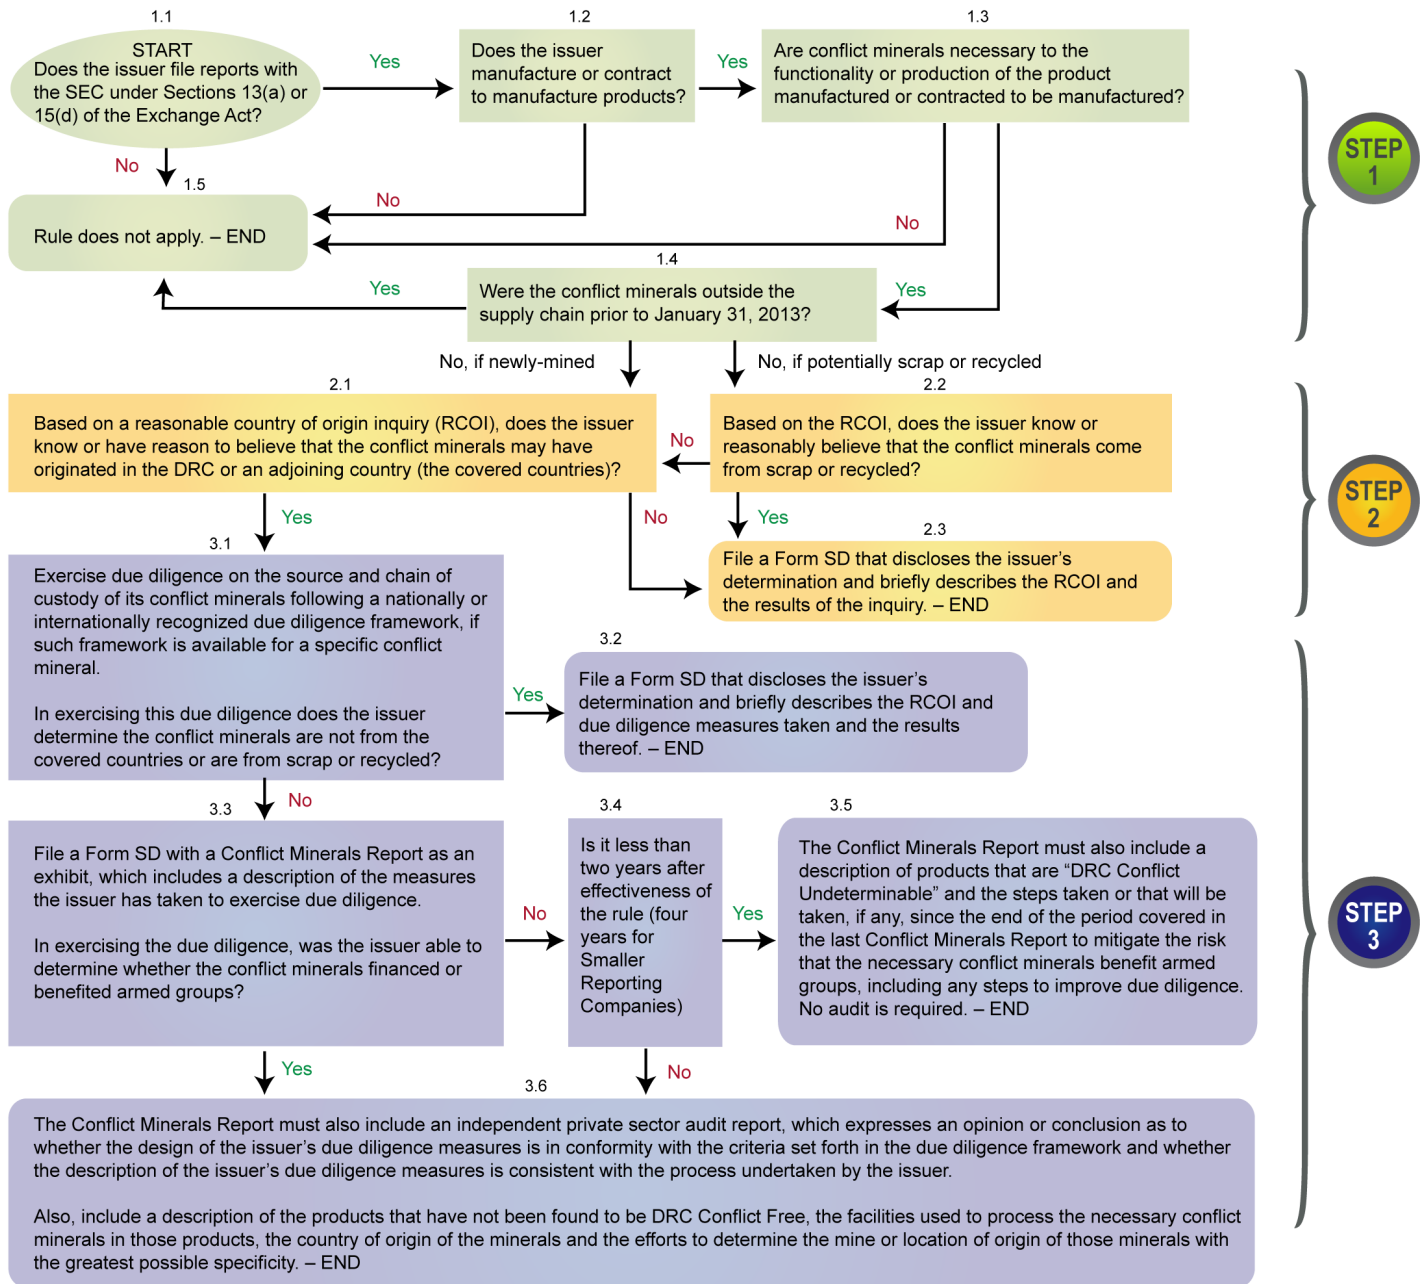 1.1
START
Does the issuer file reports with
the SEC under Sections 13(a) or
15(d) of the Exchange Act?
Yes
1.2
Does the issuer
manufacture or contract
to manufacture products?
Yes
1.3
Are conflict minerals necessary to the
functionality or production of the product
manufactured or contracted to be manufactured?
STEP
1
No
1.5
Rule does not apply. – END
No
No
1.4
Yes
Were the conflict minerals outside the
supply chain prior to January 31, 2013?
Yes
No, if newly-mined
No, if potentially scrap or recycled
2.1
Based on a reasonable country of origin inquiry (RCOI), does the issuer
know or have reason to believe that the conflict minerals may have
originated in the DRC or an adjoining country (the covered countries)?
No
2.2
Based on the RCOI, does the issuer know or
reasonably believe that the conflict minerals come
from scrap or recycled?
STEP
2
Yes
No
Yes
2.3
File a Form SD that discloses the issuer’s
determination and briefly describes the RCOI and
the results of the inquiry. – END
3.1
Exercise due diligence on the source and chain of
custody of its conflict minerals following a nationally or
internationally recognized due diligence framework, if
such framework is available for a specific conflict
mineral.
In exercising this due diligence does the issuer
determine the conflict minerals are not from the
covered countries or are from scrap or recycled?
Yes
3.2
File a Form SD that discloses the issuer’s
determination and briefly describes the RCOI and
due diligence measures taken and the results
thereof. – END
No
3.3
File a Form SD with a Conflict Minerals Report as an
exhibit, which includes a description of the measures
the issuer has taken to exercise due diligence.
In exercising the due diligence, was the issuer able to
determine whether the conflict minerals financed or
benefited armed groups?
No
3.4
Is it less than
two years after
effectiveness of
the rule (four
years for
Smaller
Reporting
Companies)
Yes
3.5
The Conflict Minerals Report must also include a
description of products that are “DRC Conflict
Undeterminable” and the steps taken or that will be
taken, if any, since the end of the period covered in
the last Conflict Minerals Report to mitigate the risk
that the necessary conflict minerals benefit armed
groups, including any steps to improve due diligence.
No audit is required. – END
STEP
3
Yes
No
3.6
The Conflict Minerals Report must also include an independent private sector audit report, which expresses an opinion or conclusion as to
whether the design of the issuer’s due diligence measures is in conformity with the criteria set forth in the due diligence framework and whether
the description of the issuer’s due diligence measures is consistent with the process undertaken by the issuer.
Also, include a description of the products that have not been found to be DRC Conflict Free, the facilities used to process the necessary conflict
minerals in those products, the country of origin of the minerals and the efforts to determine the mine or location of origin of those minerals with
the greatest possible specificity. – END